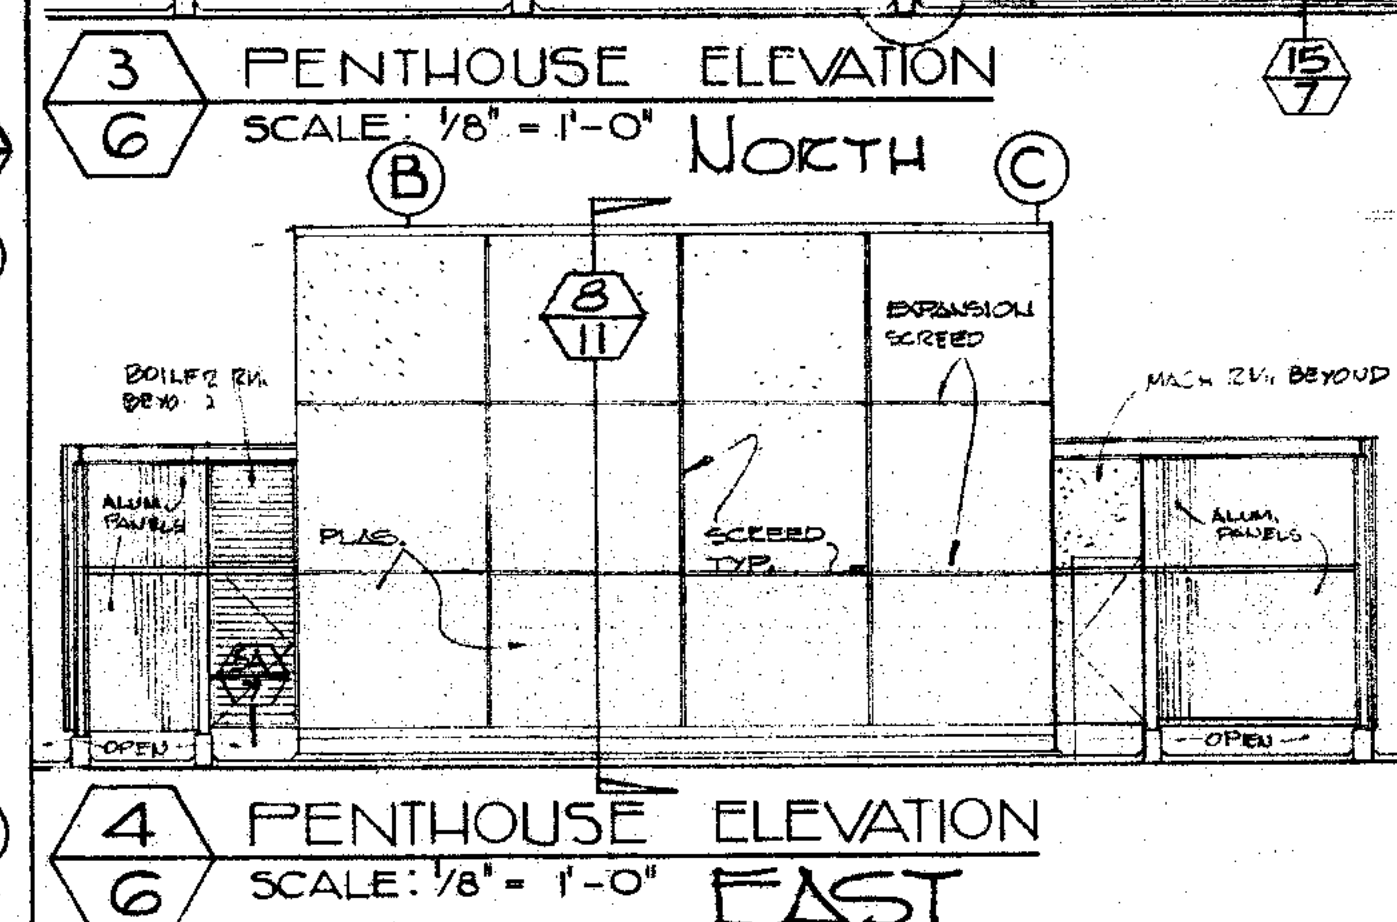 3
6
PENTHOUSE ELEVATION
SCALE: 1/8" = 1'-0"
NORTH
15
7
B
C
8
11
EXPANSION
SCREED
BOILER RM.
BEYOND
MACH RM. BEYOND
ALUM.
PANELS
PLAS.
SCREED
TYP.
ALUM.
PANELS
OPEN
OPEN
4
6
PENTHOUSE ELEVATION
SCALE: 1/8" = 1'-0"
EAST